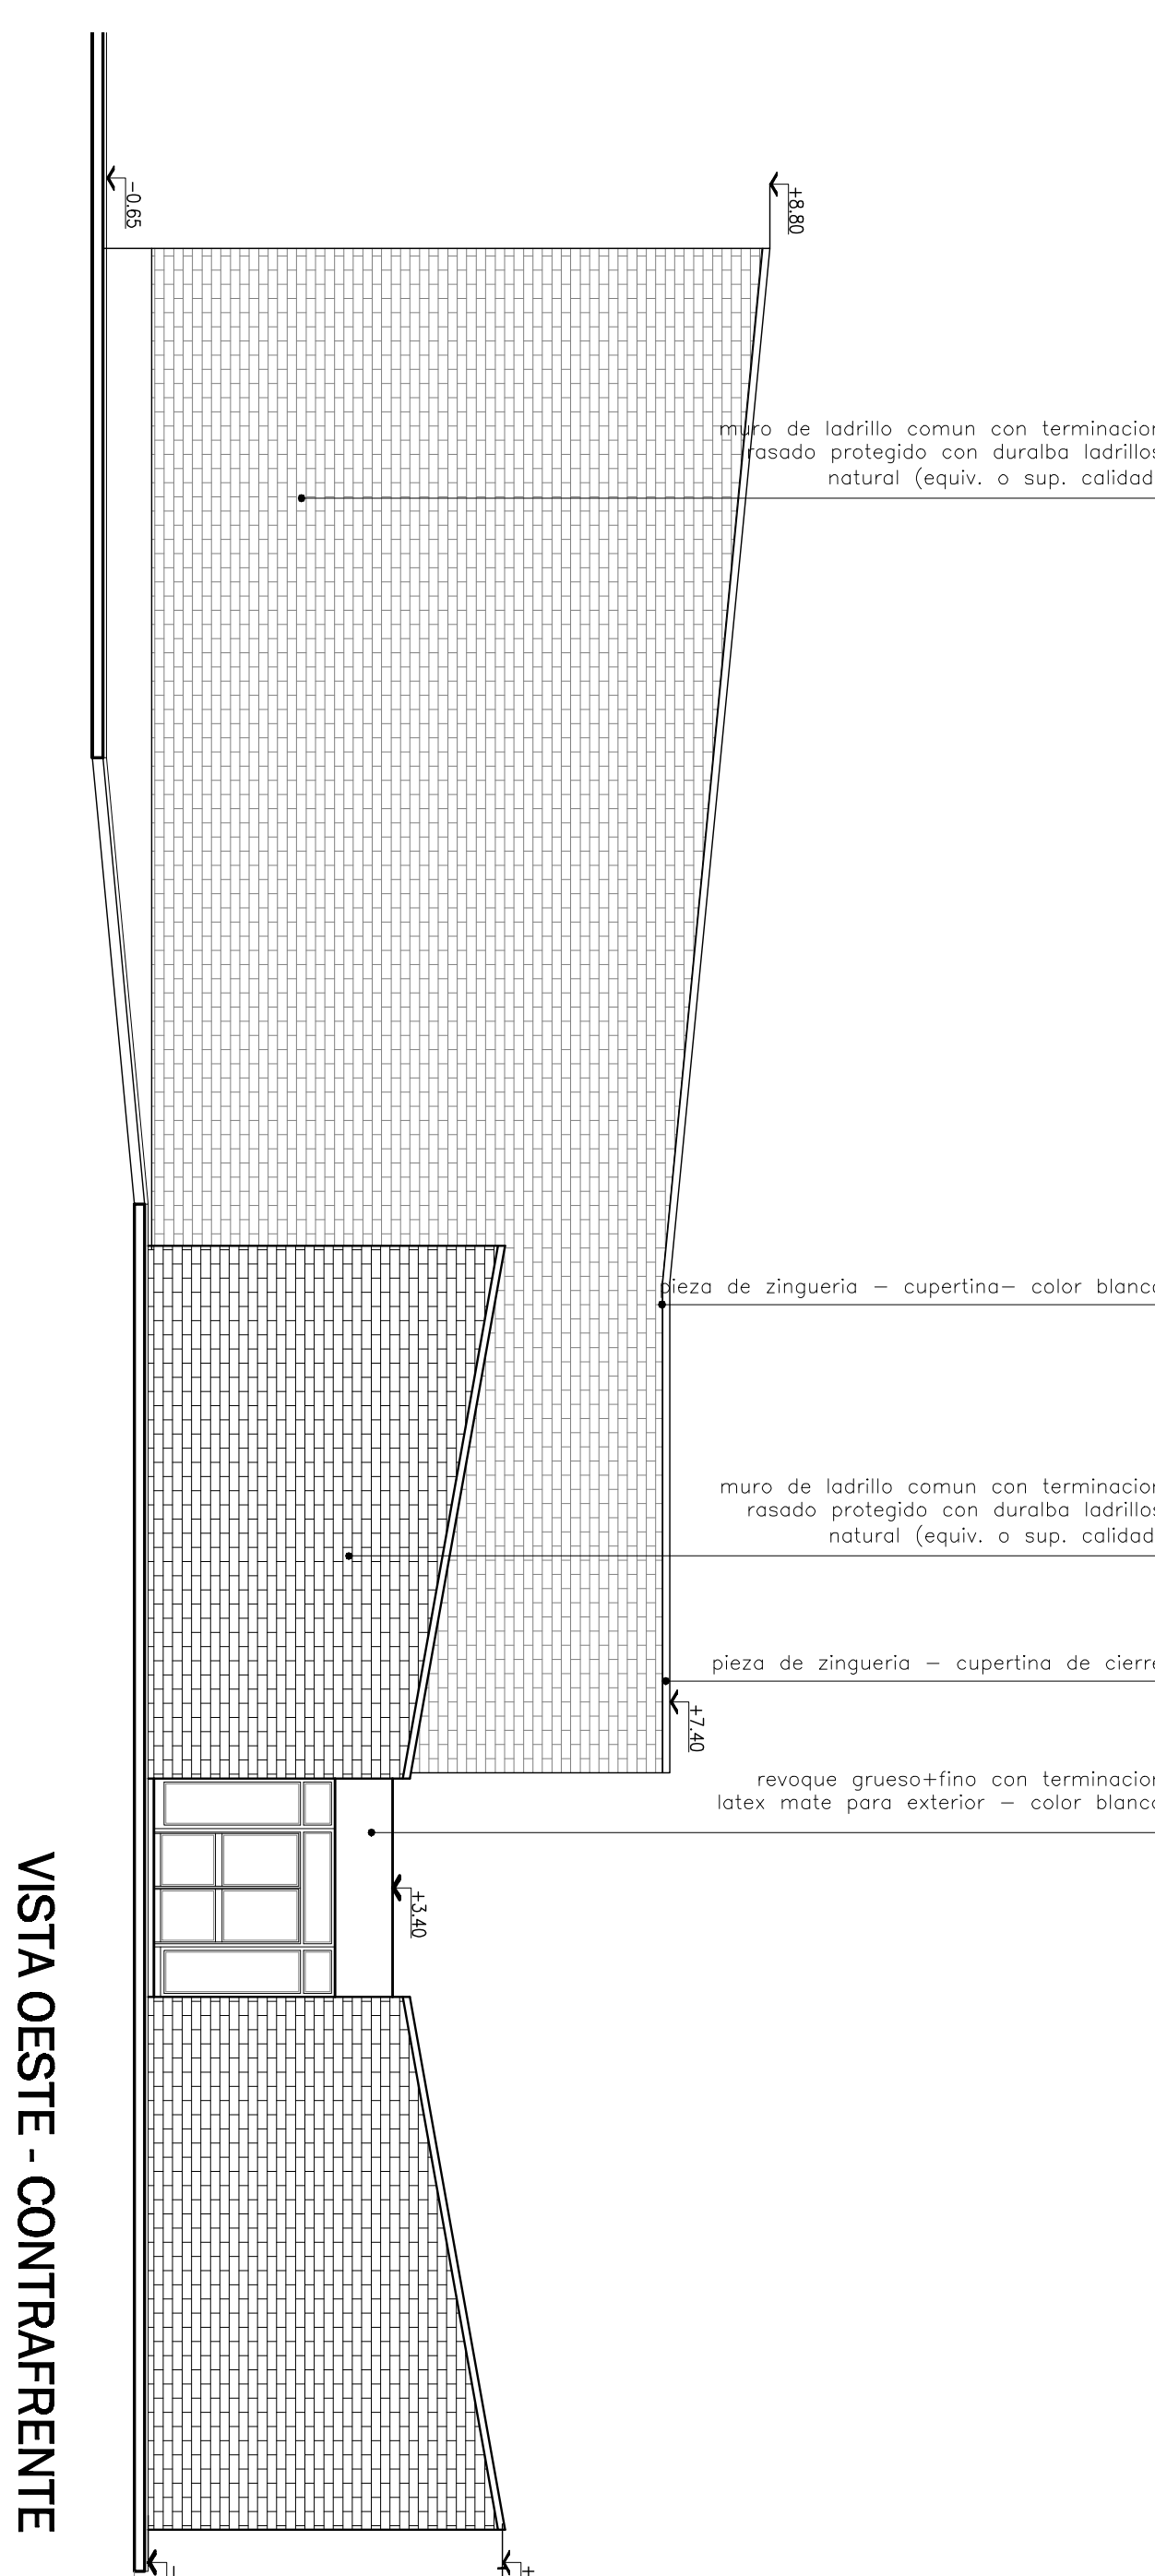 -0.65
+8.80
muro de ladrillo comun con terminacion
rasado protegido con duralba ladrillos
natural (equiv. o sup. calidad
pieza de zingueria - cupertina- color blanco
muro de ladrillo comun con terminacion
rasado protegido con duralba ladrillos
natural (equiv. o sup. calidad
pieza de zingueria - cupertina de cierre
+7.40
revoque grueso+fino con terminacion
latex mate para exterior - color blanco
+3.40
VISTA OESTE - CONTRAFRENTE